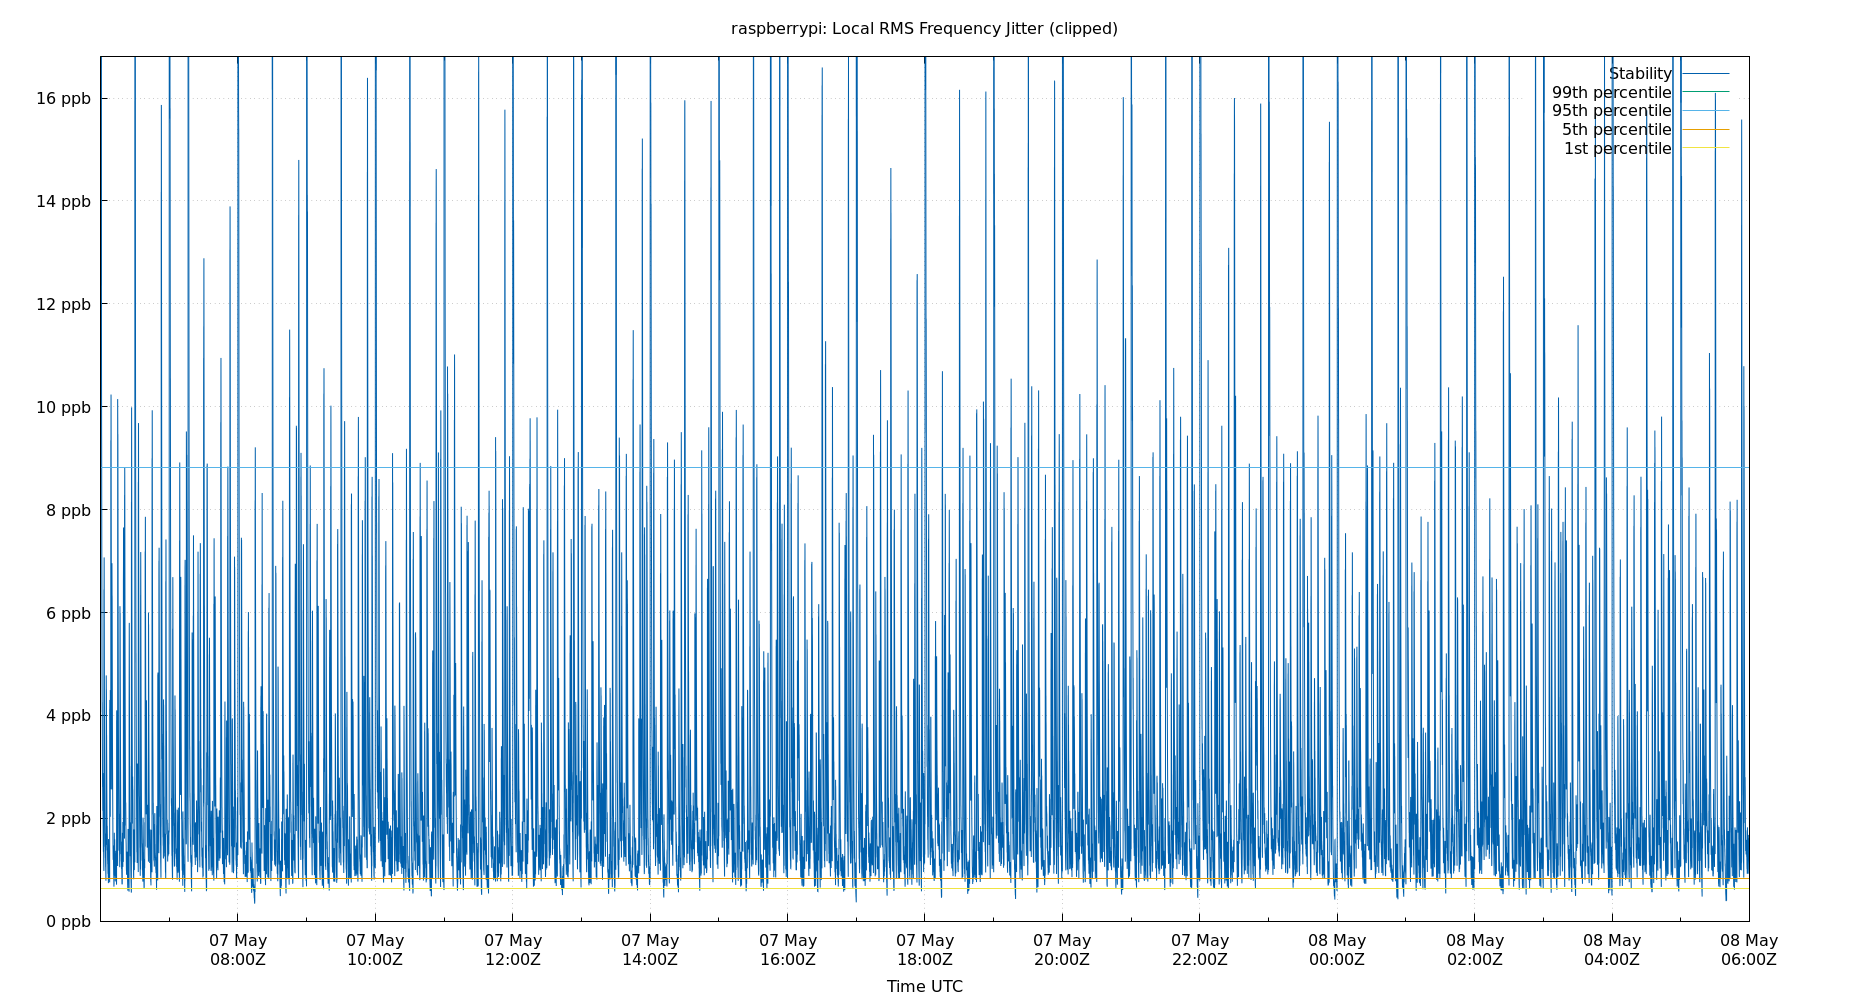 raspberrypi: Local RMS Frequency Jitter (clipped)
Stability
99th percentile
95th percentile
5th percentile
1st percentile
16 ppb
14 ppb
12 ppb
10 ppb
8 ppb
6 ppb
4 ppb
2 ppb
0 ppb
07 May 07 May 07 May 07 May 07 May 07 May 07 May 07 May 08 May 08 May 08 May 08 May
08:00Z 10:00Z 12:00Z 14:00Z 16:00Z 18:00Z 20:00Z 22:00Z 00:00Z 02:00Z 04:00Z 06:00Z
Time UTC